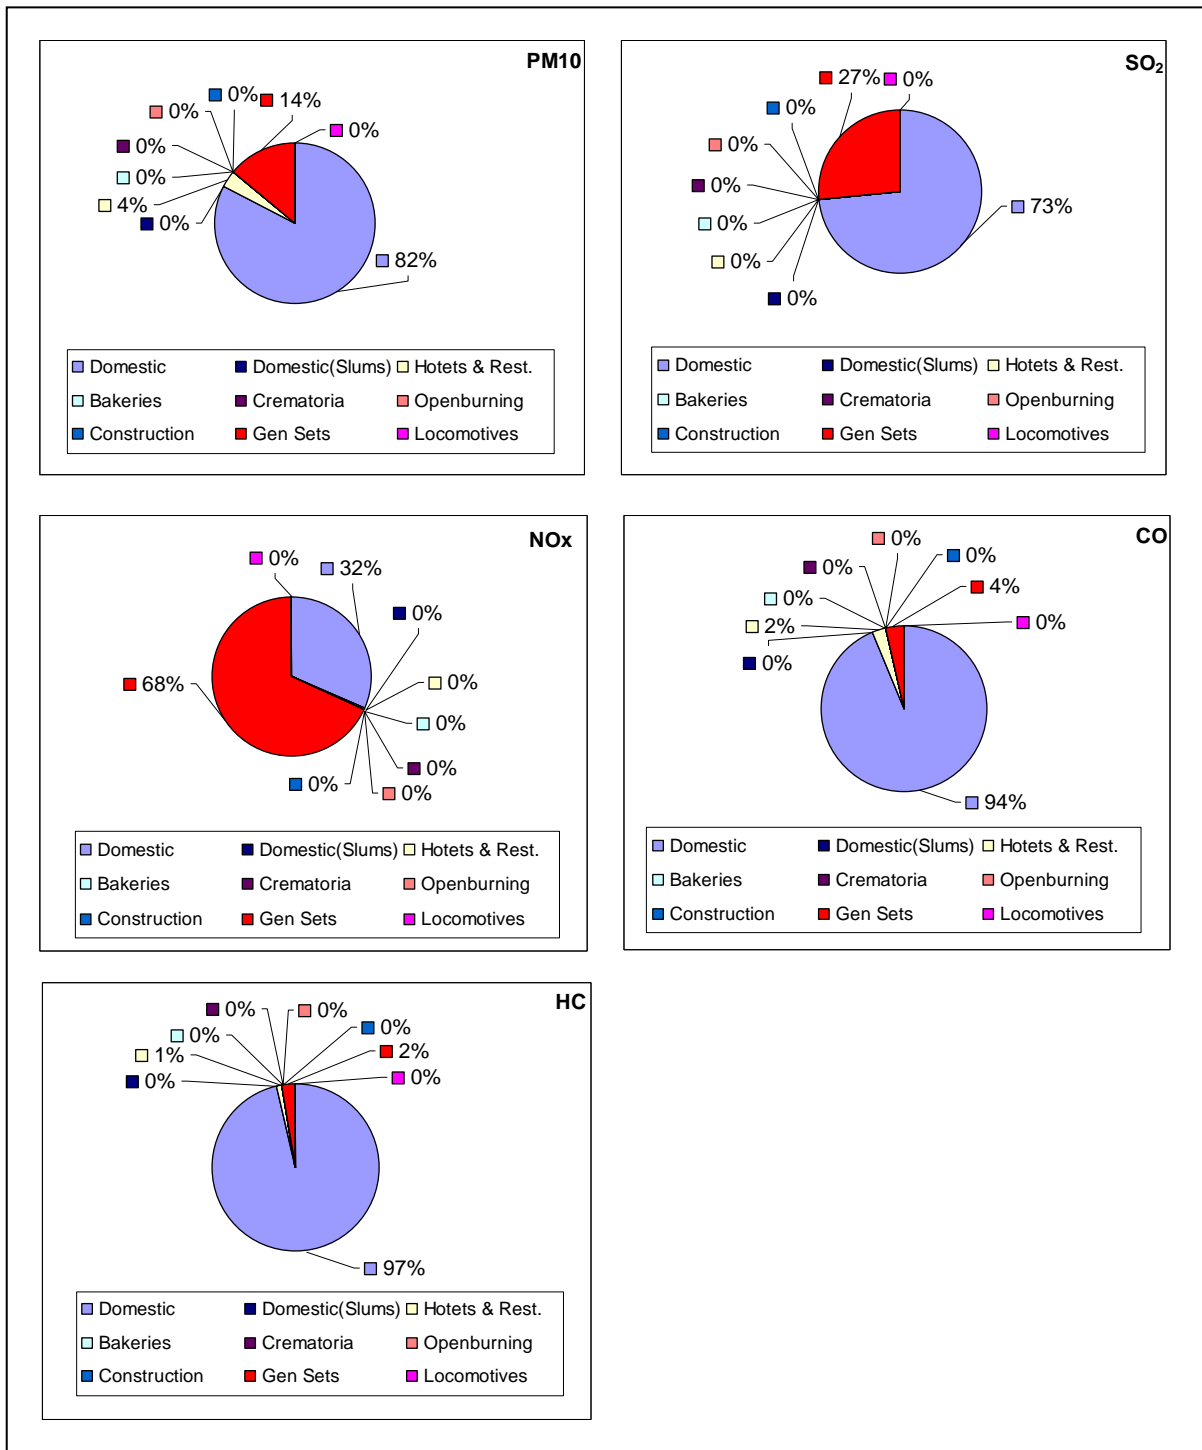 PM10
0%
14%
0%
0%
0%
0%
4%
0%
82%
Domestic Domestic(Slums) Hotets & Rest.
Bakeries Crematoria Openburning
Construction Gen Sets Locomotives
SO₂
27%
0%
0%
0%
0%
0%
0%
0%
73%
Domestic Domestic(Slums) Hotets & Rest.
Bakeries Crematoria Openburning
Construction Gen Sets Locomotives
NOx
0%
32%
0%
68%
0%
0%
0%
0%
0%
Domestic Domestic(Slums) Hotets & Rest.
Bakeries Crematoria Openburning
Construction Gen Sets Locomotives
CO
0%
0%
0%
4%
0%
2%
0%
0%
94%
Domestic Domestic(Slums) Hotets & Rest.
Bakeries Crematoria Openburning
Construction Gen Sets Locomotives
HC
0%
0%
0%
0%
1%
2%
0%
0%
97%
Domestic Domestic(Slums) Hotets & Rest.
Bakeries Crematoria Openburning
Construction Gen Sets Locomotives